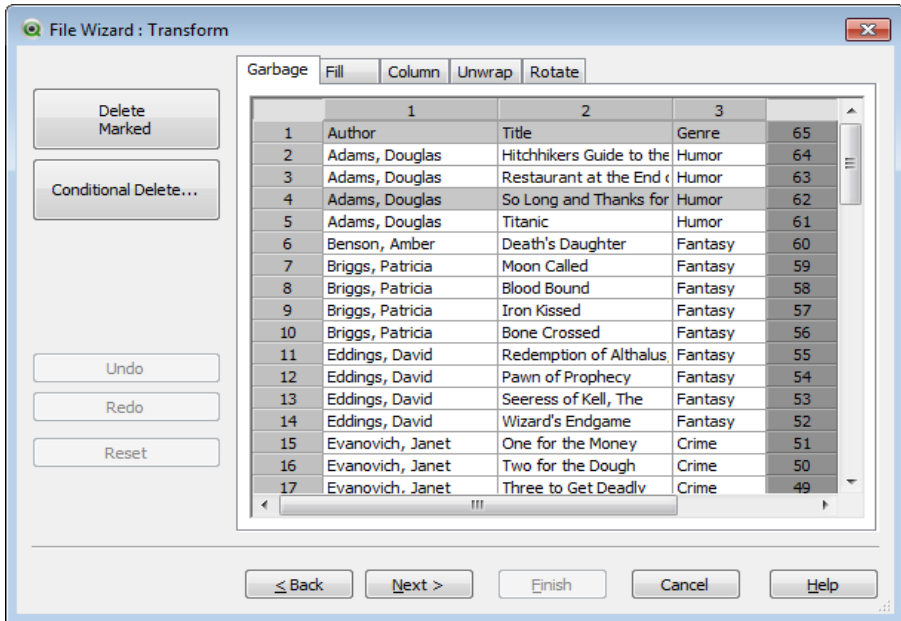 File Wizard : Transform
Garbage Fill Column Unwrap Rotate
Delete
Marked
Conditional Delete...
Undo
Redo
Reset
1 2 3
1 Author Title Genre 65
2 Adams, Douglas Hitchhikers Guide to the Humor 64
3 Adams, Douglas Restaurant at the End Humor 63
4 Adams, Douglas So Long and Thanks for Humor 62
5 Adams, Douglas Titanic Humor 61
6 Benson, Amber Death's Daughter Fantasy 60
7 Briggs, Patricia Moon Called Fantasy 59
8 Briggs, Patricia Blood Bound Fantasy 58
9 Briggs, Patricia Iron Kissed Fantasy 57
10 Briggs, Patricia Bone Crossed Fantasy 56
11 Eddings, David Redemption of Althalus, Fantasy 55
12 Eddings, David Pawn of Prophecy Fantasy 54
13 Eddings, David Seeress of Kell, The Fantasy 53
14 Eddings, David Wizard's Endgame Fantasy 52
15 Evanovich, Janet One for the Money Crime 51
16 Evanovich, Janet Two for the Dough Crime 50
17 Evanovich, Janet Three to Get Deadly Crime 49
< Back Next > Finish Cancel Help